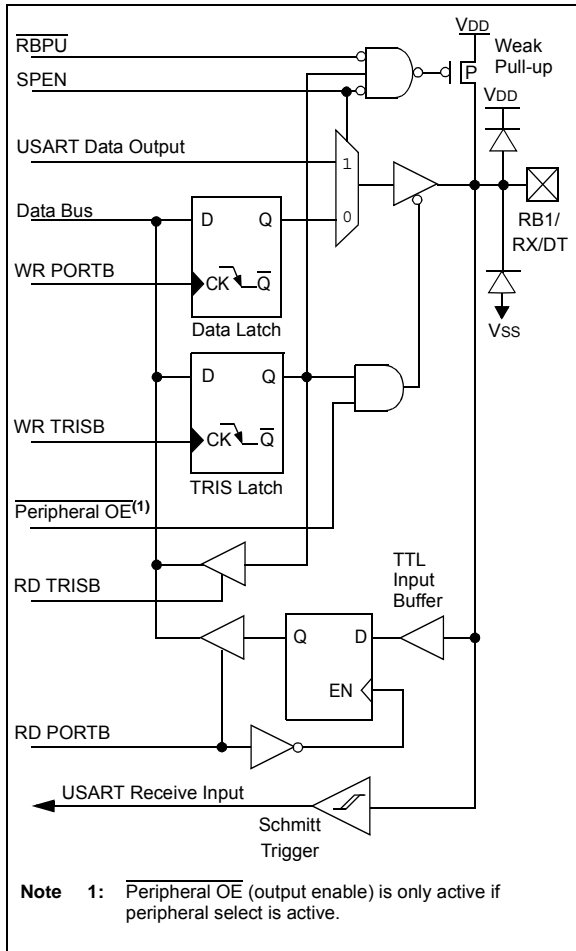 VDD
RBPU
Weak
Pull-up
P
SPEN
VDD
USART Data Output
1
Data Bus
D
Q
0
RB1/
RX/DT
WR PORTB
CK
Q
VSS
Data Latch
D
Q
WR TRISB
CK
Q
TRIS Latch
Peripheral OE(1)
TTL
Input
Buffer
RD TRISB
Q
D
EN
RD PORTB
USART Receive Input
Schmitt
Trigger
Note 1: Peripheral OE (output enable) is only active if
peripheral select is active.